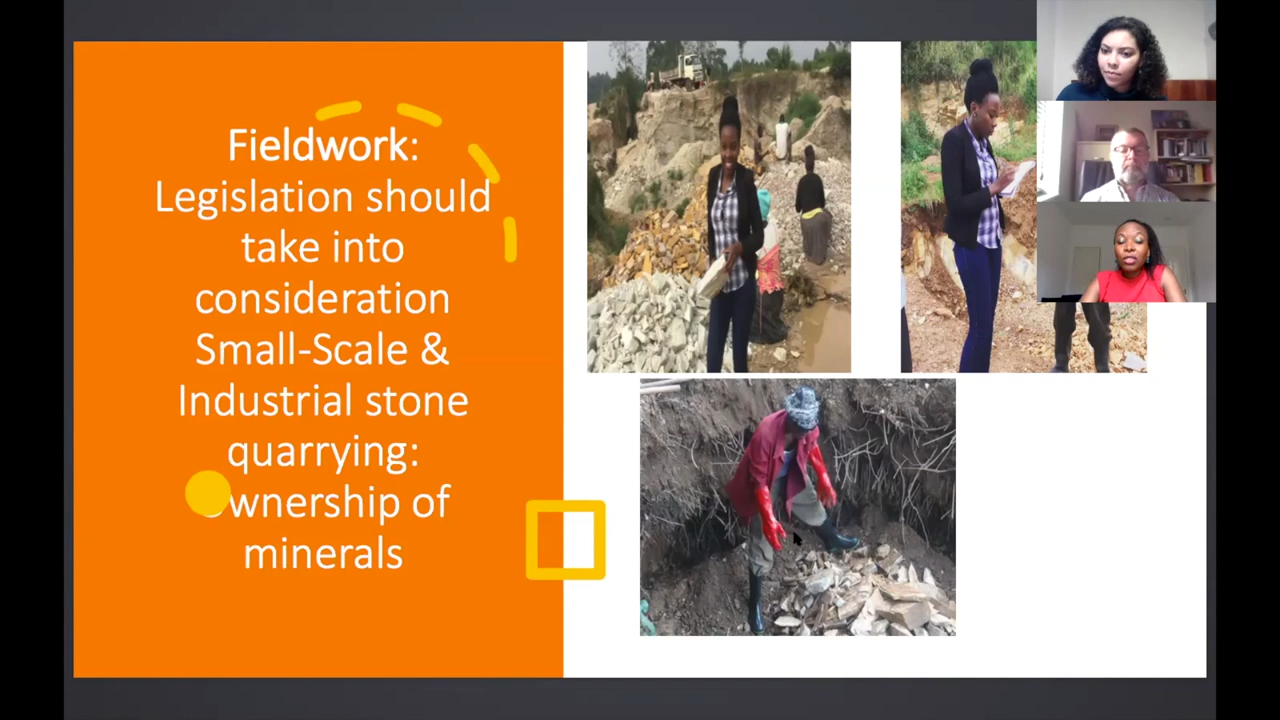 Fieldwork:
Legislation should
take into
consideration
Small-Scale &
Industrial stone
quarrying:
Ownership of
minerals